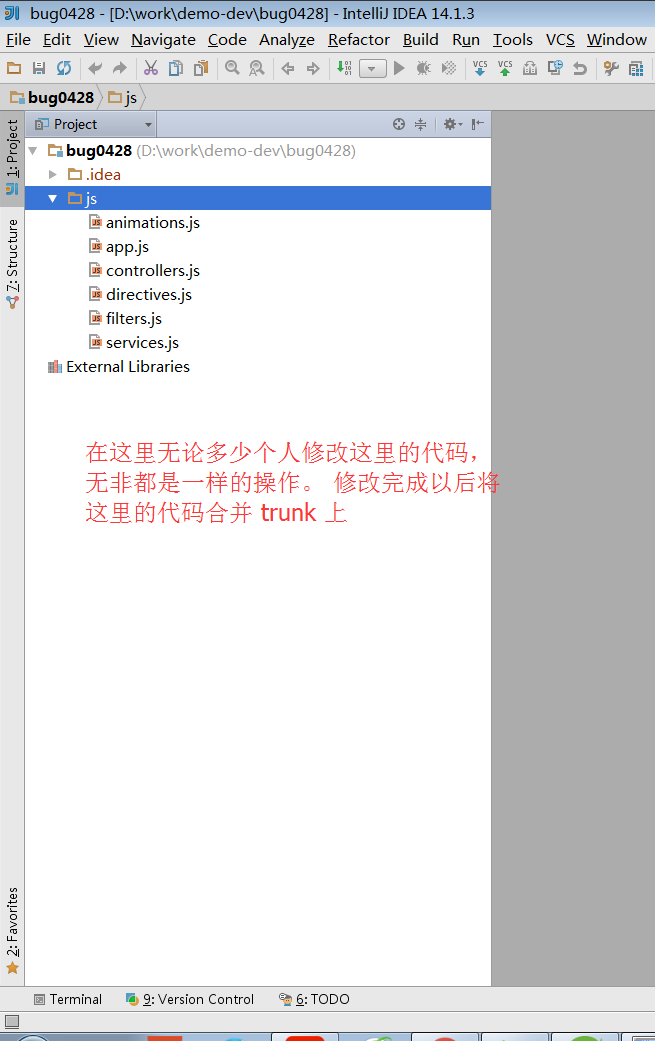 bug0428 - [D:\work\demo-dev\bug0428] - IntelliJ IDEA 14.1.3
File Edit View Navigate Code Analyze Refactor Build Run Tools VCS Window
VCS VCS
bug0428 js
1: Project
Project
bug0428 (D:\work\demo-dev\bug0428)
.idea
js
animations.js
app.js
controllers.js
directives.js
filters.js
services.js
External Libraries
7: Structure
在这里无论多少个人修改这里的代码，
无非都是一样的操作。 修改完成以后将
这里的代码合并 trunk 上
2: Favorites
Terminal 9: Version Control 6: TODO